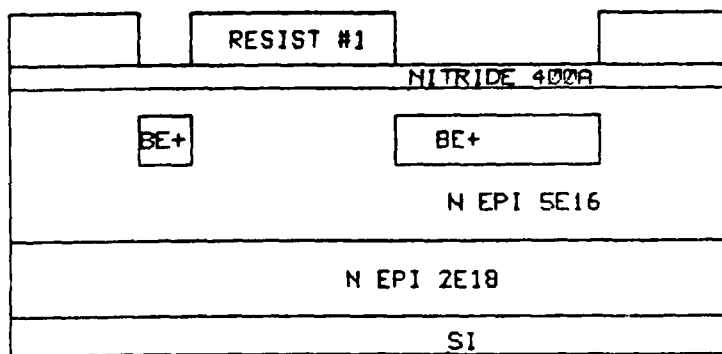 RESIST #1
NITRIDE 400A
BE+
BE+
N EPI 5E16
N EPI 2E18
SI